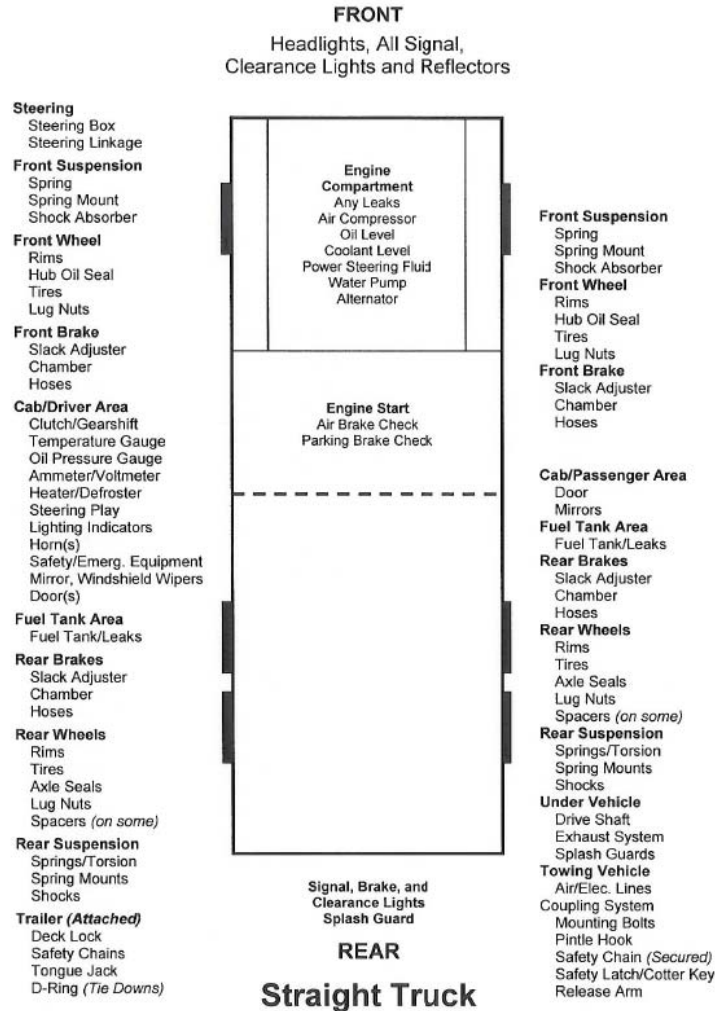 FRONT
Headlights, All Signal,
Clearance Lights and Reflectors
Steering
Steering Box
Steering Linkage
Front Suspension
Spring
Spring Mount
Shock Absorber
Front Wheel
Rims
Hub Oil Seal
Tires
Lug Nuts
Front Brake
Slack Adjuster
Chamber
Hoses
Cab/Driver Area
Clutch/Gearshift
Temperature Gauge
Oil Pressure Gauge
Ammeter/Voltmeter
Heater/Defroster
Steering Play
Lighting Indicators
Horn(s)
Safety/Emerg. Equipment
Mirror, Windshield Wipers
Door(s)
Fuel Tank Area
Fuel Tank/Leaks
Rear Brakes
Slack Adjuster
Chamber
Hoses
Rear Wheels
Rims
Tires
Axle Seals
Lug Nuts
Spacers (on some)
Rear Suspension
Springs/Torsion
Spring Mounts
Shocks
Trailer (Attached)
Deck Lock
Safety Chains
Tongue Jack
D-Ring (Tie Downs)
Engine
Compartment
Any Leaks
Air Compressor
Oil Level
Coolant Level
Power Steering Fluid
Water Pump
Alternator
Engine Start
Air Brake Check
Parking Brake Check
Signal, Brake, and
Clearance Lights
Splash Guard
REAR
Straight Truck
Front Suspension
Spring
Spring Mount
Shock Absorber
Front Wheel
Rims
Hub Oil Seal
Tires
Lug Nuts
Front Brake
Slack Adjuster
Chamber
Hoses
Cab/Passenger Area
Door
Mirrors
Fuel Tank Area
Fuel Tank/Leaks
Rear Brakes
Slack Adjuster
Chamber
Hoses
Rear Wheels
Rims
Tires
Axle Seals
Lug Nuts
Spacers (on some)
Rear Suspension
Springs/Torsion
Spring Mounts
Shocks
Under Vehicle
Drive Shaft
Exhaust System
Splash Guards
Towing Vehicle
Air/Elec. Lines
Coupling System
Mounting Bolts
Pintle Hook
Safety Chain (Secured)
Safety Latch/Cotter Key
Release Arm